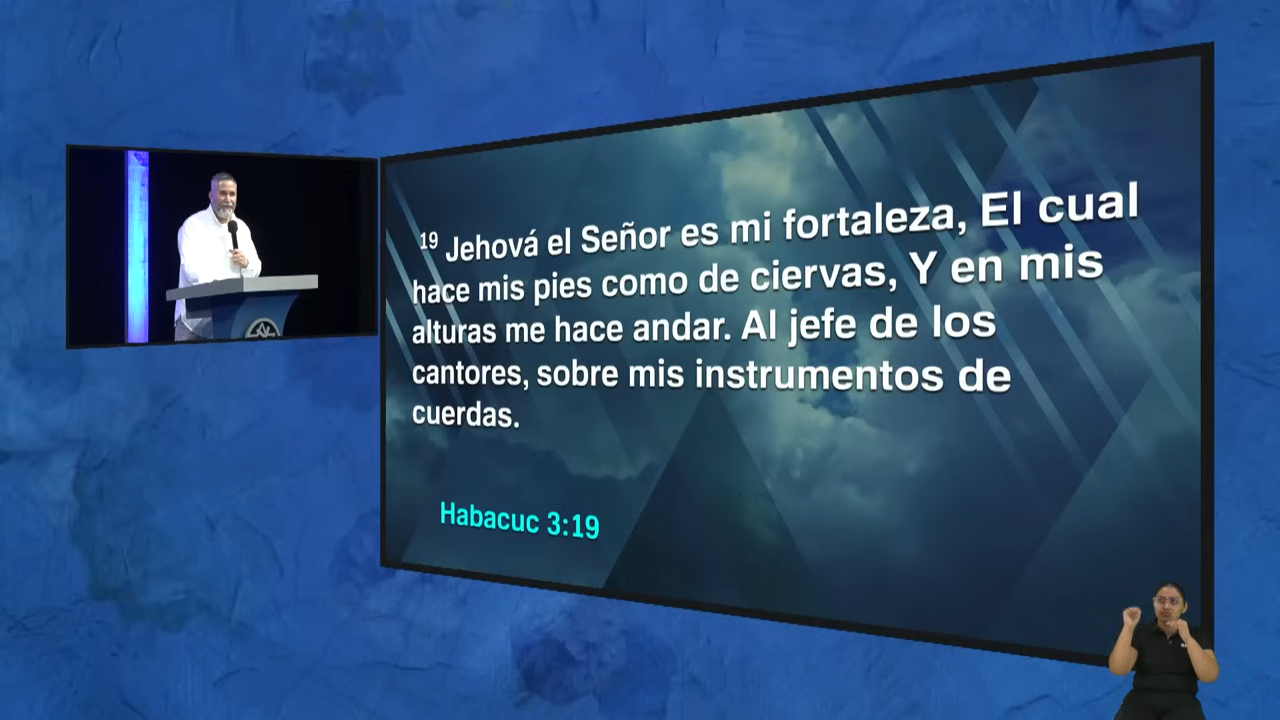 19 Jehová el Señor es mi fortaleza, El cual
hace mis pies como de ciervas, Y en mis
alturas me hace andar. Al jefe de los
cantores, sobre mis instrumentos de
cuerdas.
Habacuc 3:19